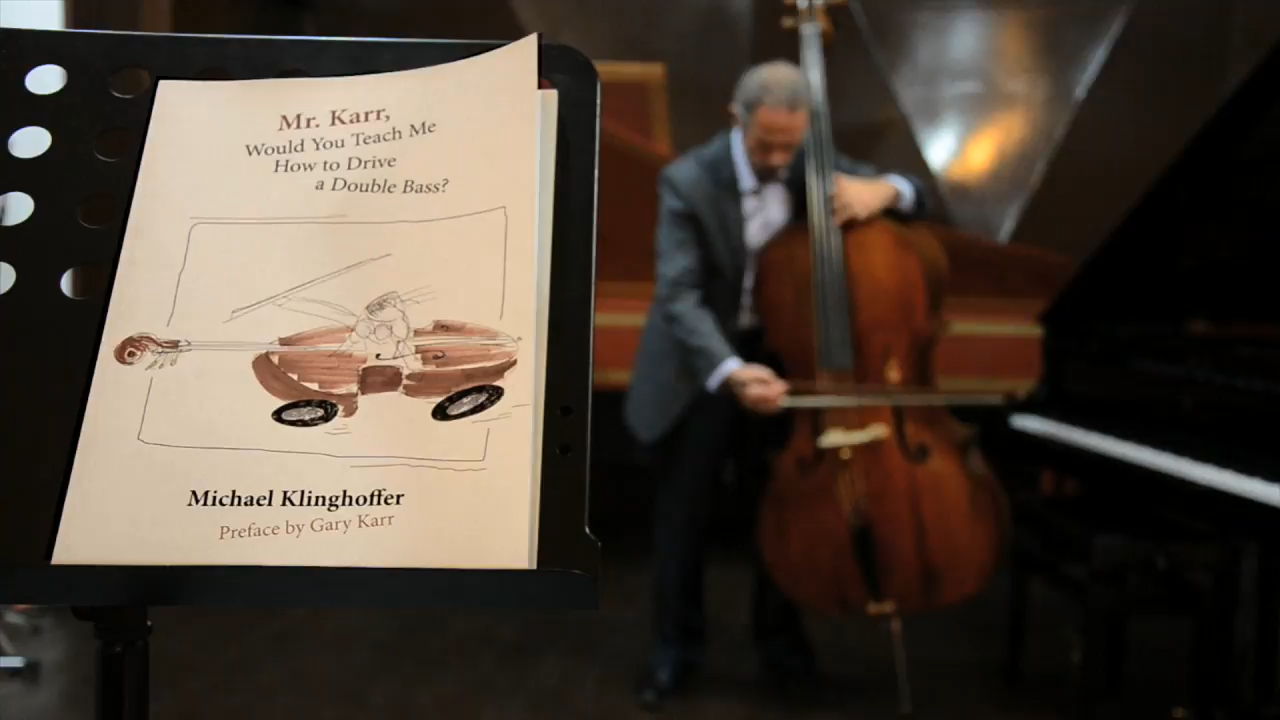 Mr. Karr,
Would You Teach Me
How to Drive
a Double Bass?
Michael Klinghoffer
Preface by Gary Karr